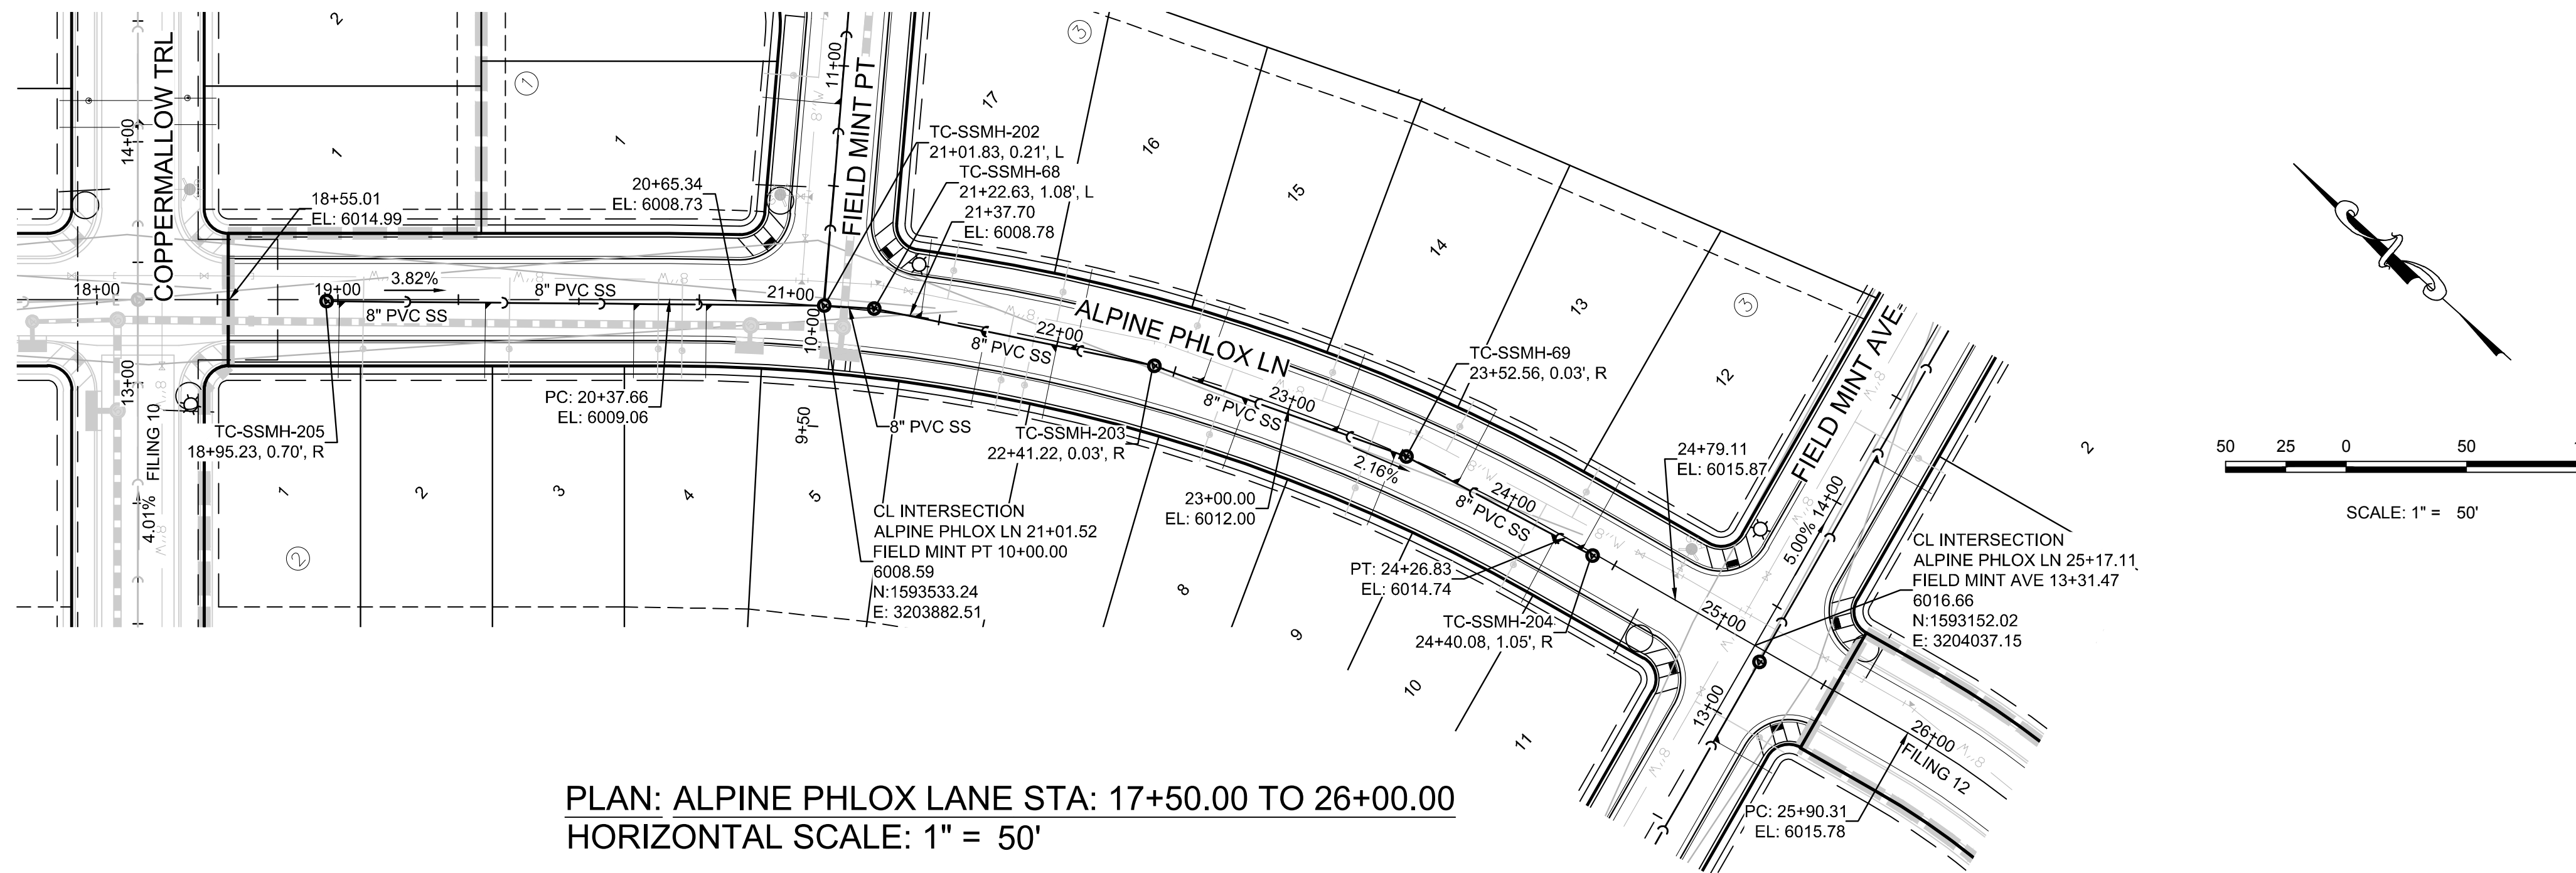 COPPERMALLOW TRL
14+00
2
1
1
1
11+00
FIELD MINT PT
8"W
17
3
16
15
14
13
12
3
2
TC-SSMH-202
21+01.83, 0.21', L
TC-SSMH-68
21+22.63, 1.08', L
21+37.70
EL: 6008.78
20+65.34
EL: 6008.73
18+55.01
EL: 6014.99
18+00
19+00
3.82%
8" PVC SS
8" PVC SS
21+00
10+00
9+50
22+00
8" PVC SS
ALPINE PHLOX LN
23+00
8" PVC SS
TC-SSMH-69
23+52.56, 0.03', R
2.16%
24+00
8" PVC SS
24+79.11
EL: 6015.87
FIELD MINT AVE.
5.00%
14+00
25+00
13+00
26+00
FILING 12
13+00
FILING 10
4.01%
TC-SSMH-205
18+95.23, 0.70', R
PC: 20+37.66
EL: 6009.06
8" PVC SS
TC-SSMH-203
22+41.22, 0.03', R
23+00.00
EL: 6012.00
PT: 24+26.83
EL: 6014.74
TC-SSMH-204
24+40.08, 1.05', R
CL INTERSECTION
ALPINE PHLOX LN 21+01.52
FIELD MINT PT 10+00.00
6008.59
N:1593533.24
E: 3203882.51
CL INTERSECTION
ALPINE PHLOX LN 25+17.11
FIELD MINT AVE 13+31.47
6016.66
N:1593152.02
E: 3204037.15
PC: 25+90.31
EL: 6015.78
1
2
3
4
5
8
9
10
11
2
50 25 0 50
SCALE: 1" = 50'
PLAN: ALPINE PHLOX LANE STA: 17+50.00 TO 26+00.00
HORIZONTAL SCALE: 1" = 50'